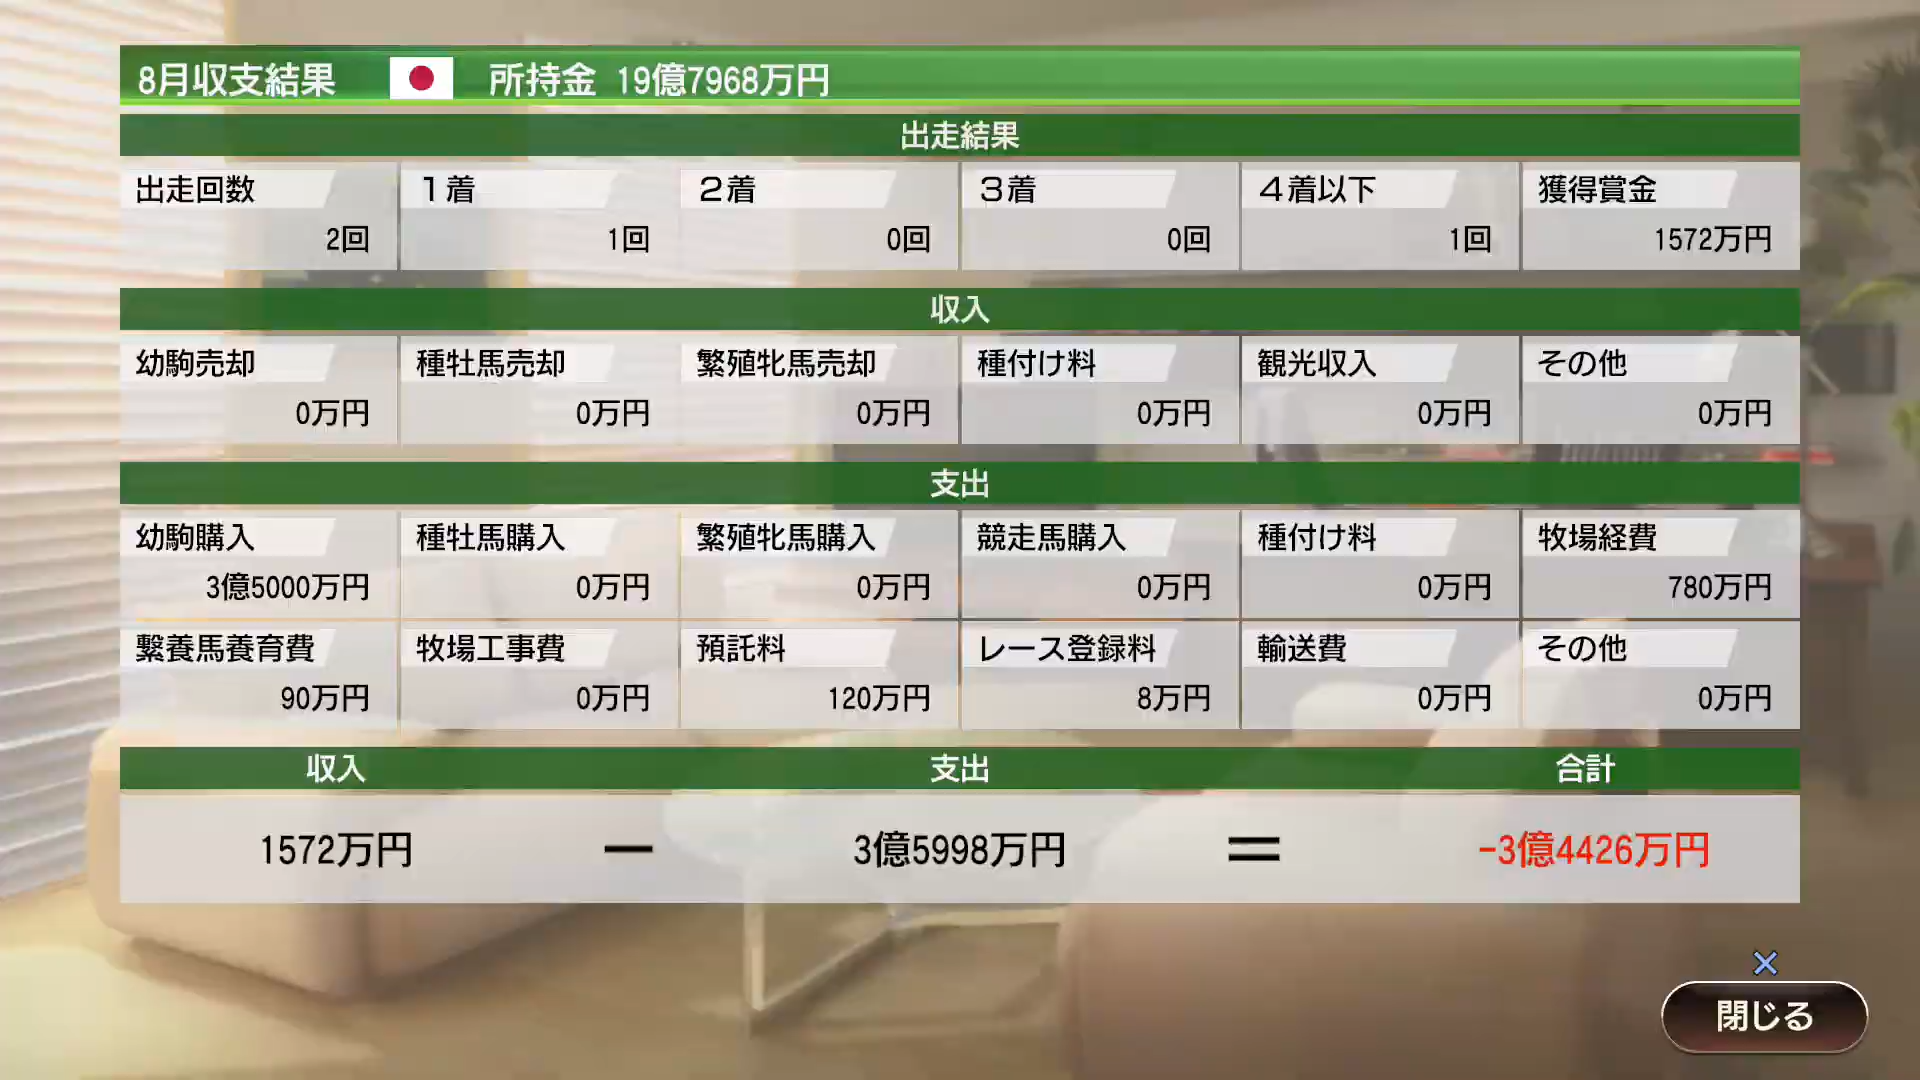 8月収支結果 所持金 19億7968万円
出走結果
出走回数 1着 2着 3着 4着以下 獲得賞金
2回 1回 0回 0回 1回 1572万円
収入
幼駒売却 種牡馬売却 繁殖牝馬売却 種付け料 観光収入 その他
0万円 0万円 0万円 0万円 0万円 0万円
支出
幼駒購入 種牡馬購入 繁殖牝馬購入 競走馬購入 種付け料 牧場経費
3億5000万円 0万円 0万円 0万円 0万円 780万円
繋養馬養育費 牧場工事費 預託料 レース登録料 輸送費 その他
90万円 0万円 120万円 8万円 0万円 0万円
収入 支出 合計
1572万円 ー 3億5998万円 = -3億4426万円
閉じる